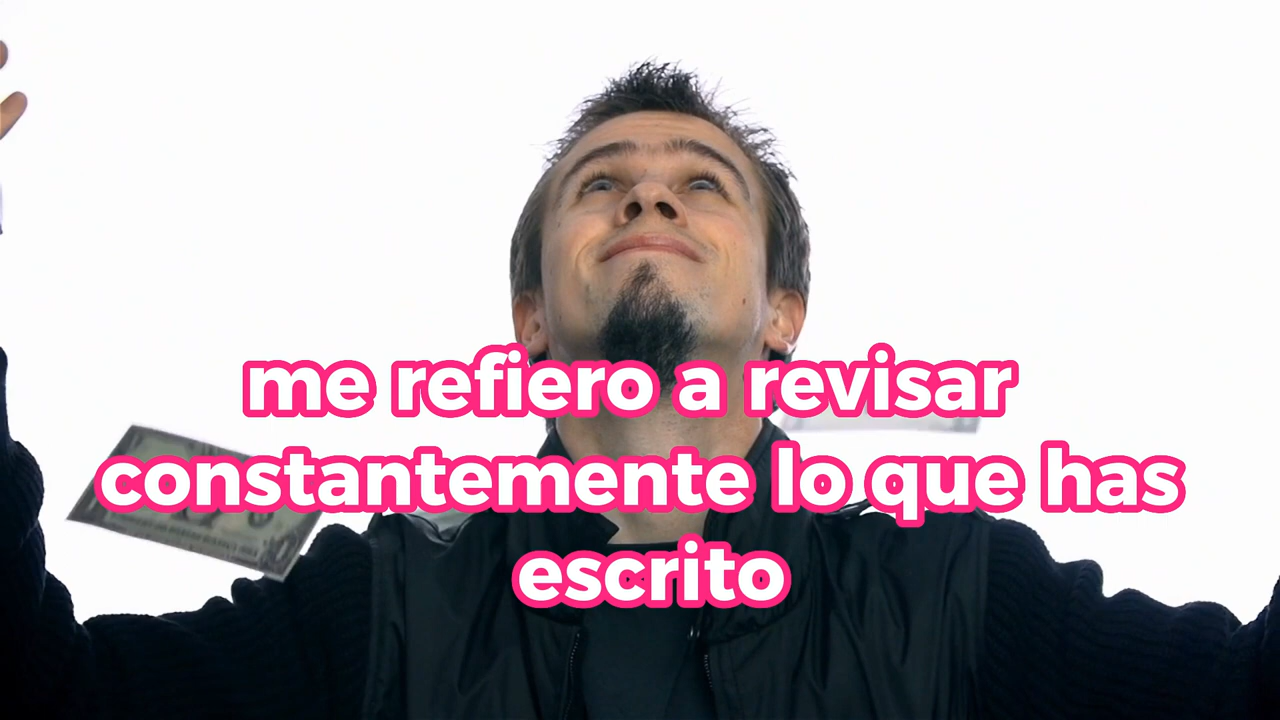 me refiero a revisar
constantemente lo que has
escrito